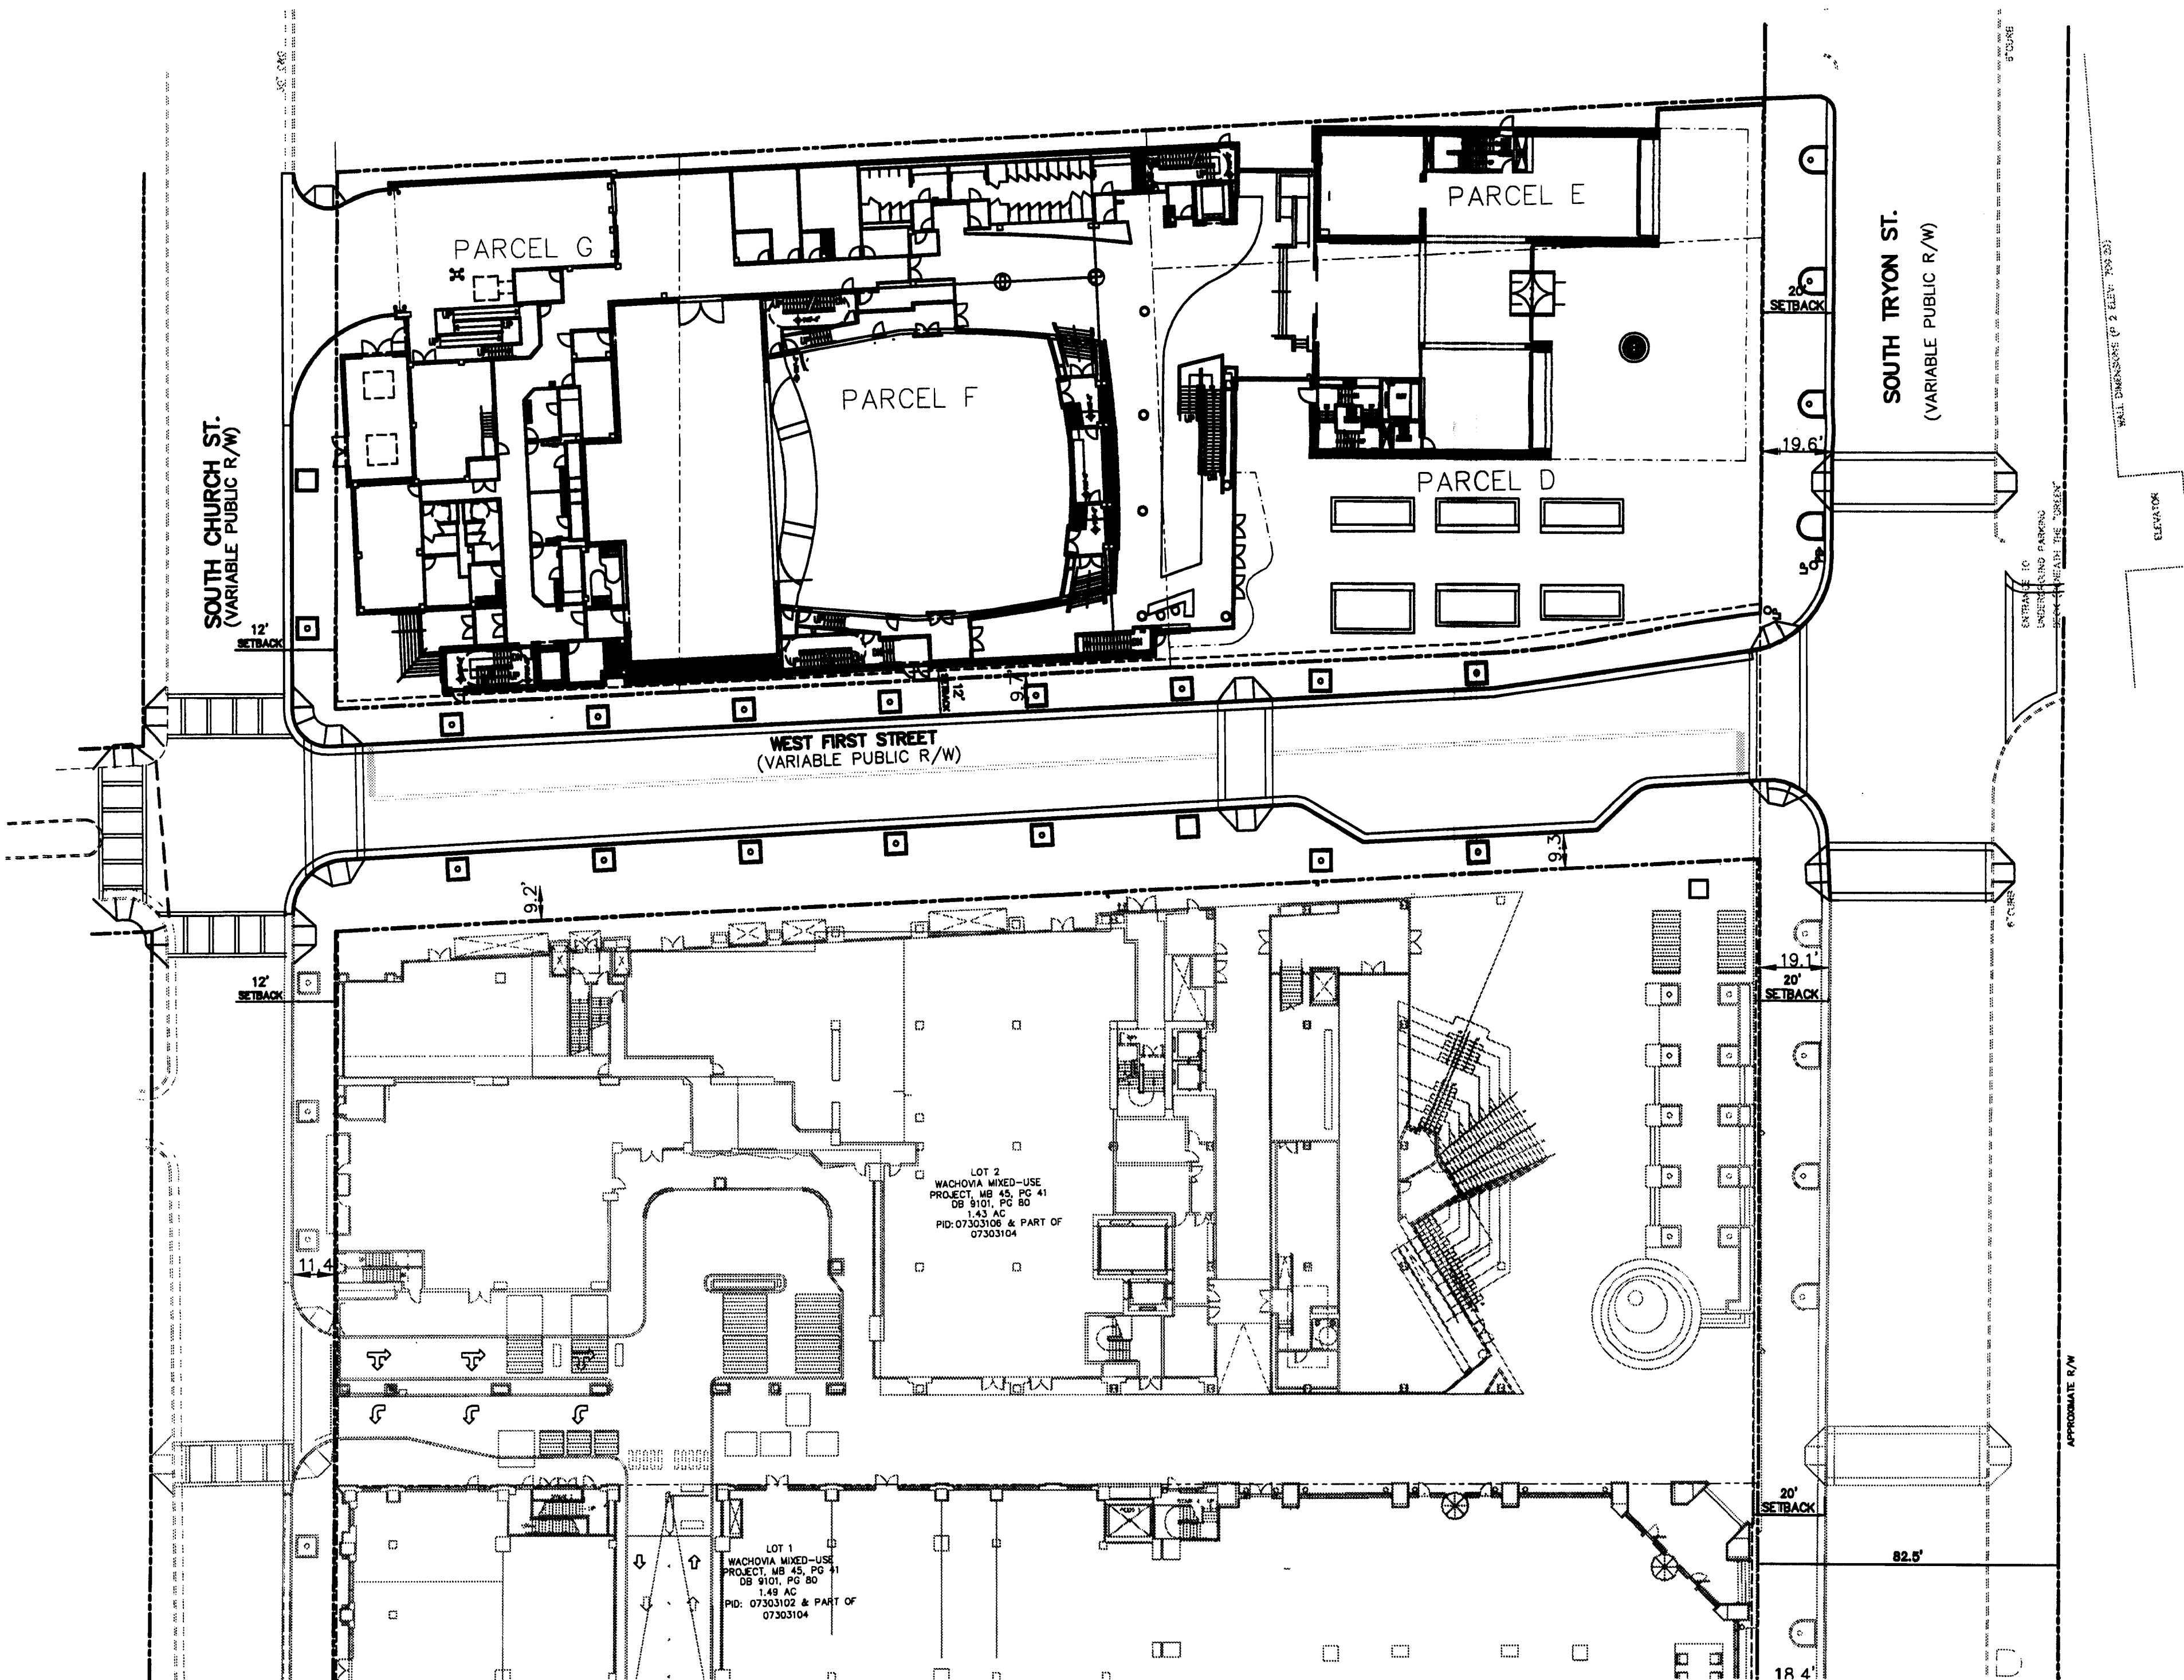 PARCEL E
PARCEL G
PARCEL F
PARCEL D
SOUTH TRYON ST.
(VARIABLE PUBLIC R/W)
SOUTH CHURCH ST.
(VARIABLE PUBLIC R/W)
20'
SETBACK
19.6'
ELEVATOR
ENTRANCE TO
UNDERGROUND PARKING
12'
SETBACK
12'
SETBACK
WEST FIRST STREET
(VARIABLE PUBLIC R/W)
9.3'
9.2'
6" CURB
6" CURB
12'
SETBACK
19.1'
20'
SETBACK
LOT 2
WACHOVIA MIXED-USE
PROJECT, MB 45, PG 41
DB 9101, PG 80
1.43 AC
PID: 07303106 & PART OF
07303104
11.4'
APPROXIMATE R/W
20'
SETBACK
82.5'
LOT 1
WACHOVIA MIXED-USE
PROJECT, MB 45, PG 41
DB 9101, PG 80
1.49 AC
PID: 07303102 & PART OF
07303104
18.4'